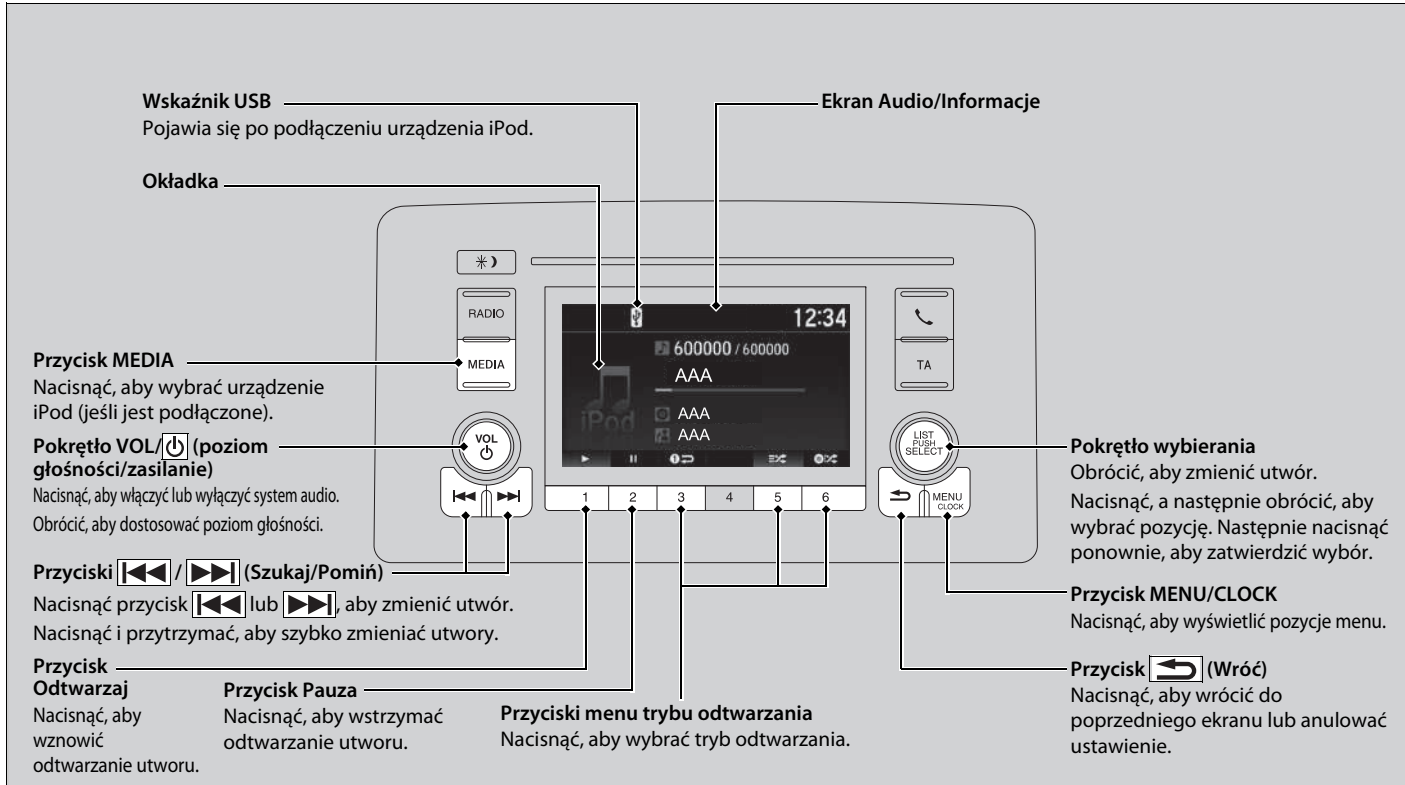 Wskaźnik USB
Pojawia się po podłączeniu urządzenia iPod.
Okładka
Ekran Audio/Informacje
RADIO
MEDIA
VOL
12:34
600000 / 600000
AAA
iPod
AAA
AAA
1 2 3 4 5 6
TA
LIST
PUSH
SELECT
MENU
CLOCK
Przycisk MEDIA
Nacisnąć, aby wybrać urządzenie
iPod (jeśli jest podłączone).
Pokrętło VOL/ (poziom
głośności/zasilanie)
Nacisnąć, aby włączyć lub wyłączyć system audio.
Obrócić, aby dostosować poziom głośności.
Przyciski / (Szukaj/Pomiń)
Nacisnąć przycisk lub , aby zmienić utwór.
Nacisnąć i przytrzymać, aby szybko zmieniać utwory.
Przycisk
Odtwarzaj
Nacisnąć, aby
wznowić
odtwarzanie utworu.
Przycisk Pauza
Nacisnąć, aby wstrzymać
odtwarzanie utworu.
Przyciski menu trybu odtwarzania
Nacisnąć, aby wybrać tryb odtwarzania.
Pokrętło wybierania
Obrócić, aby zmienić utwór.
Nacisnąć, a następnie obrócić, aby
wybrać pozycję. Następnie nacisnąć
ponownie, aby zatwierdzić wybór.
Przycisk MENU/CLOCK
Nacisnąć, aby wyświetlić pozycje menu.
Przycisk (Wróć)
Nacisnąć, aby wrócić do
poprzedniego ekranu lub anulować
ustawienie.